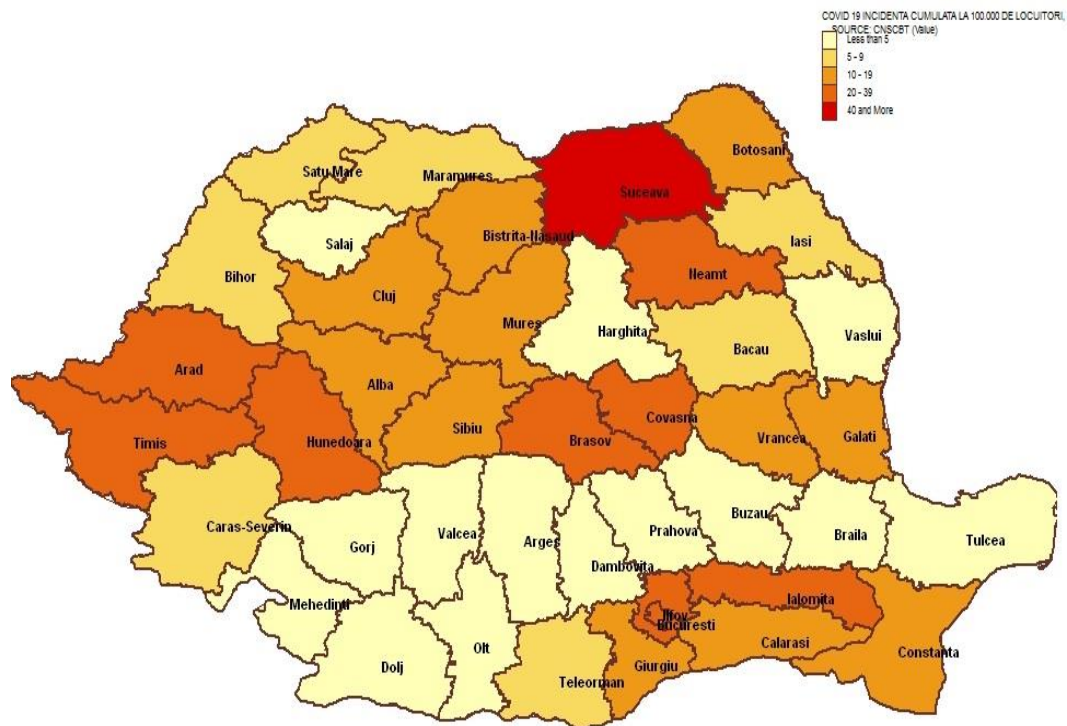 COVID 19 INCIDENTA CUMULATA LA 100.000 DE LOCUITORI,
SOURCE: CNSCBT (Value)
Less than 5
5 - 9
10 - 19
20 - 39
40 and More
Botosani
Satu Mare
Maramures
Suceava
Salaj
Bistrita-Nasaud
Iasi
Bihor
Neamt
Cluj
Mures
Harghita
Vaslui
Bacau
Arad
Alba
Covasna
Timis
Hunedoara
Sibiu
Brasov
Vrancea
Galati
Caras-Severin
Buzau
Gorj
Valcea
Arges
Prahova
Braila
Tulcea
Dambovita
Mehedinti
Ialomita
Ilfov
Bucuresti
Calarasi
Olt
Constanta
Dolj
Teleorman
Giurgiu